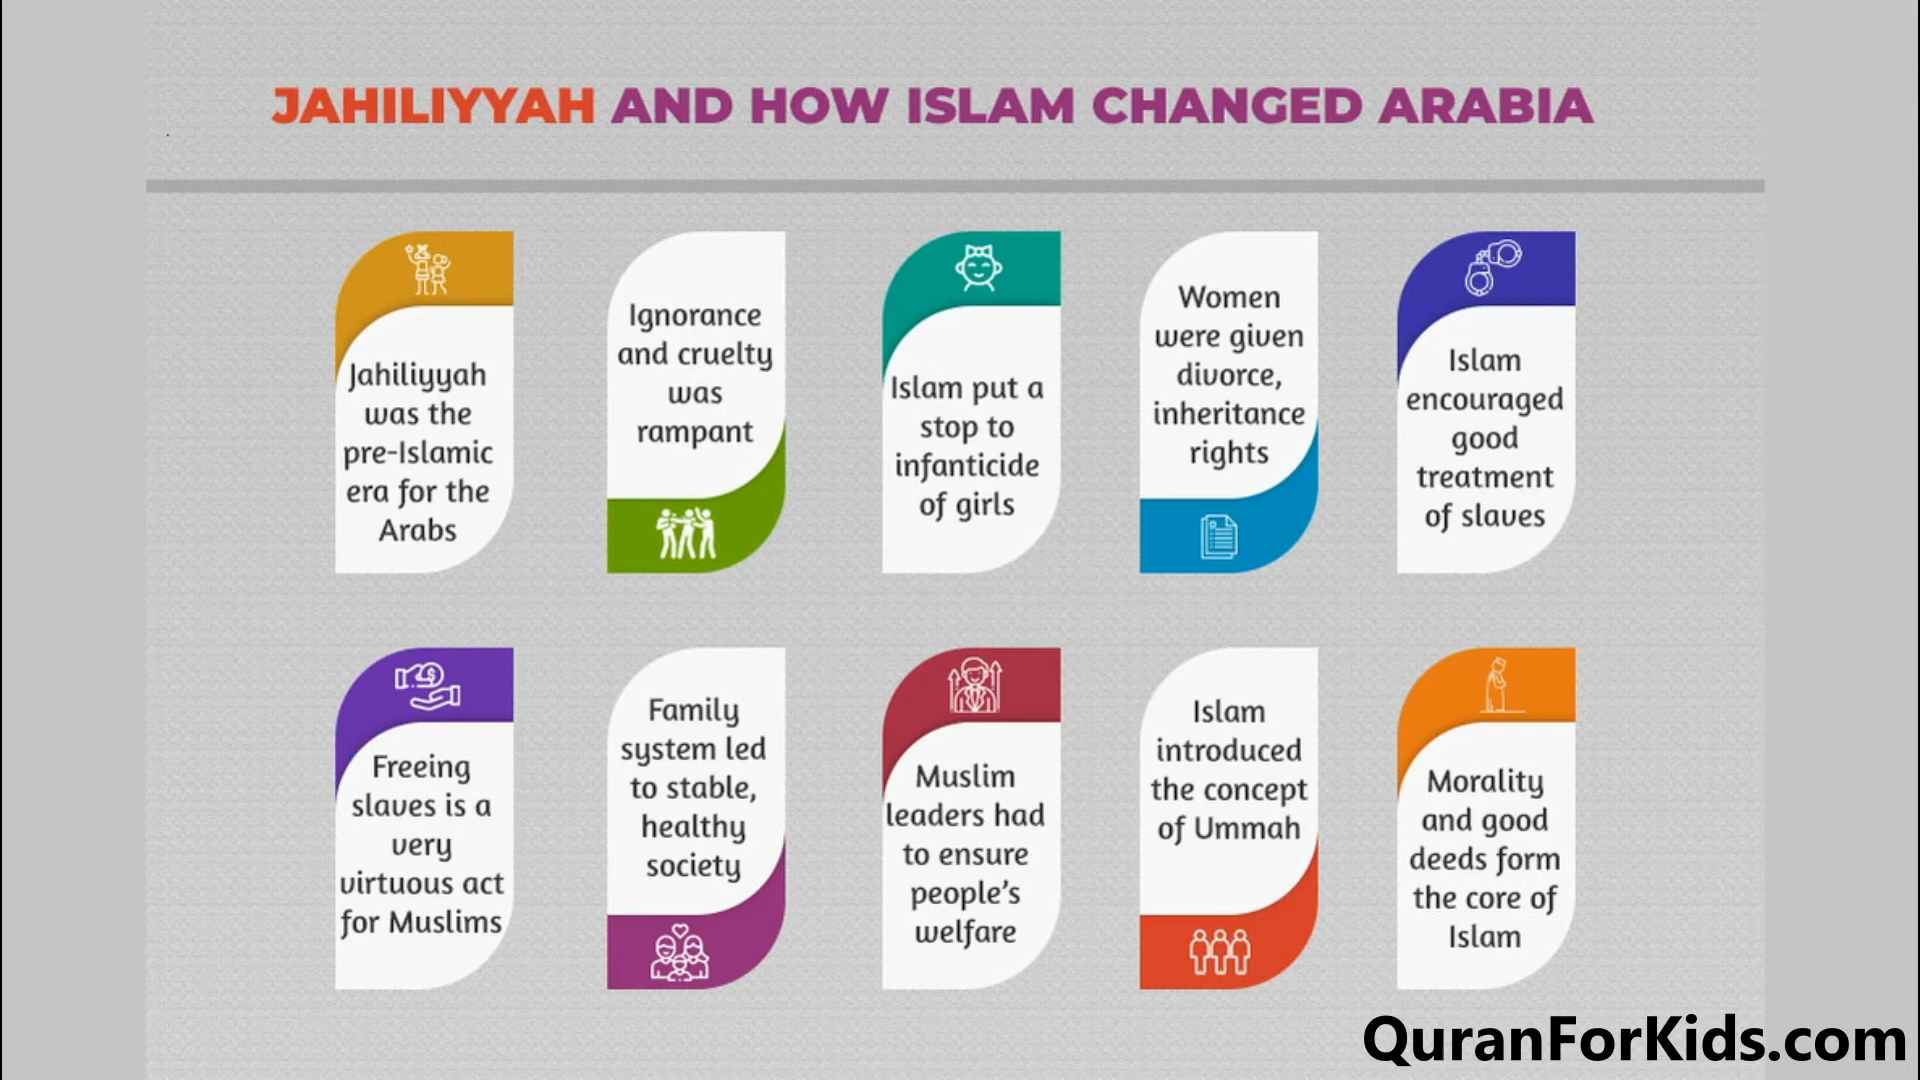 JAHILIYYAH AND HOW ISLAM CHANGED ARABIA
Jahiliyyah
was the
pre-Islamic
era for the
Arabs
Ignorance
and cruelty
was
rampant
Islam put a
stop to
infanticide
of girls
Women
were given
divorce,
inheritance
rights
Islam
encouraged
good
treatment
of slaves
Freeing
slaves is a
very
virtuous act
for Muslims
Family
system led
to stable,
healthy
society
Muslim
leaders had
to ensure
people's
welfare
Islam
introduced
the concept
of Ummah
Morality
and good
deeds form
the core of
Islam
QuranForKids.com